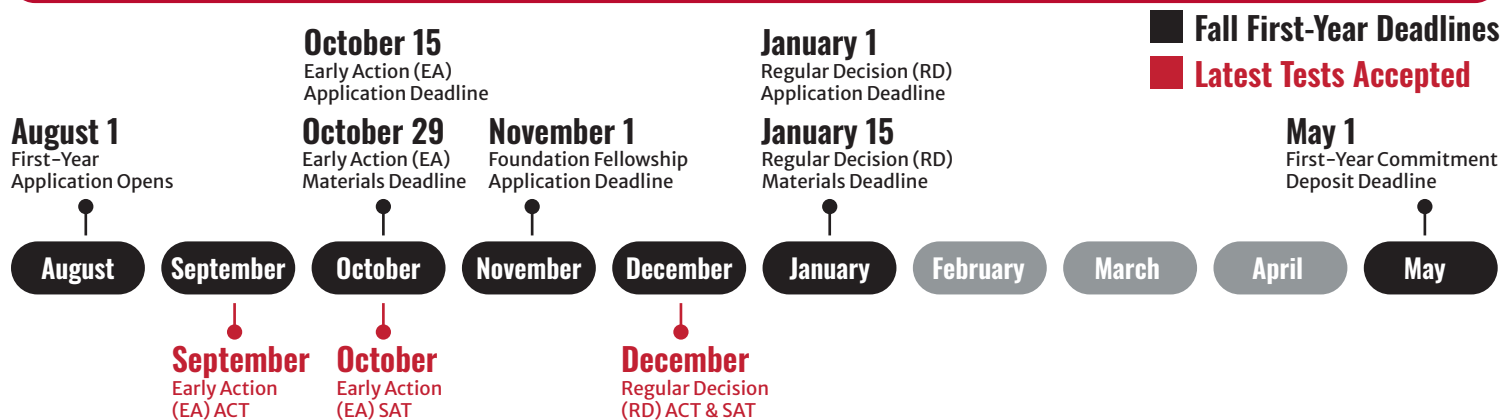 Fall First-Year Deadlines
Latest Tests Accepted
October 15
Early Action (EA)
Application Deadline
January 1
Regular Decision (RD)
Application Deadline
August 1
First-Year
Application Opens
October 29
Early Action (EA)
Materials Deadline
November 1
Foundation Fellowship
Application Deadline
January 15
Regular Decision (RD)
Materials Deadline
May 1
First-Year Commitment
Deposit Deadline
August
September
October
November
December
January
February
March
April
May
September
Early Action
(EA) ACT
October
Early Action
(EA) SAT
December
Regular Decision
(RD) ACT & SAT